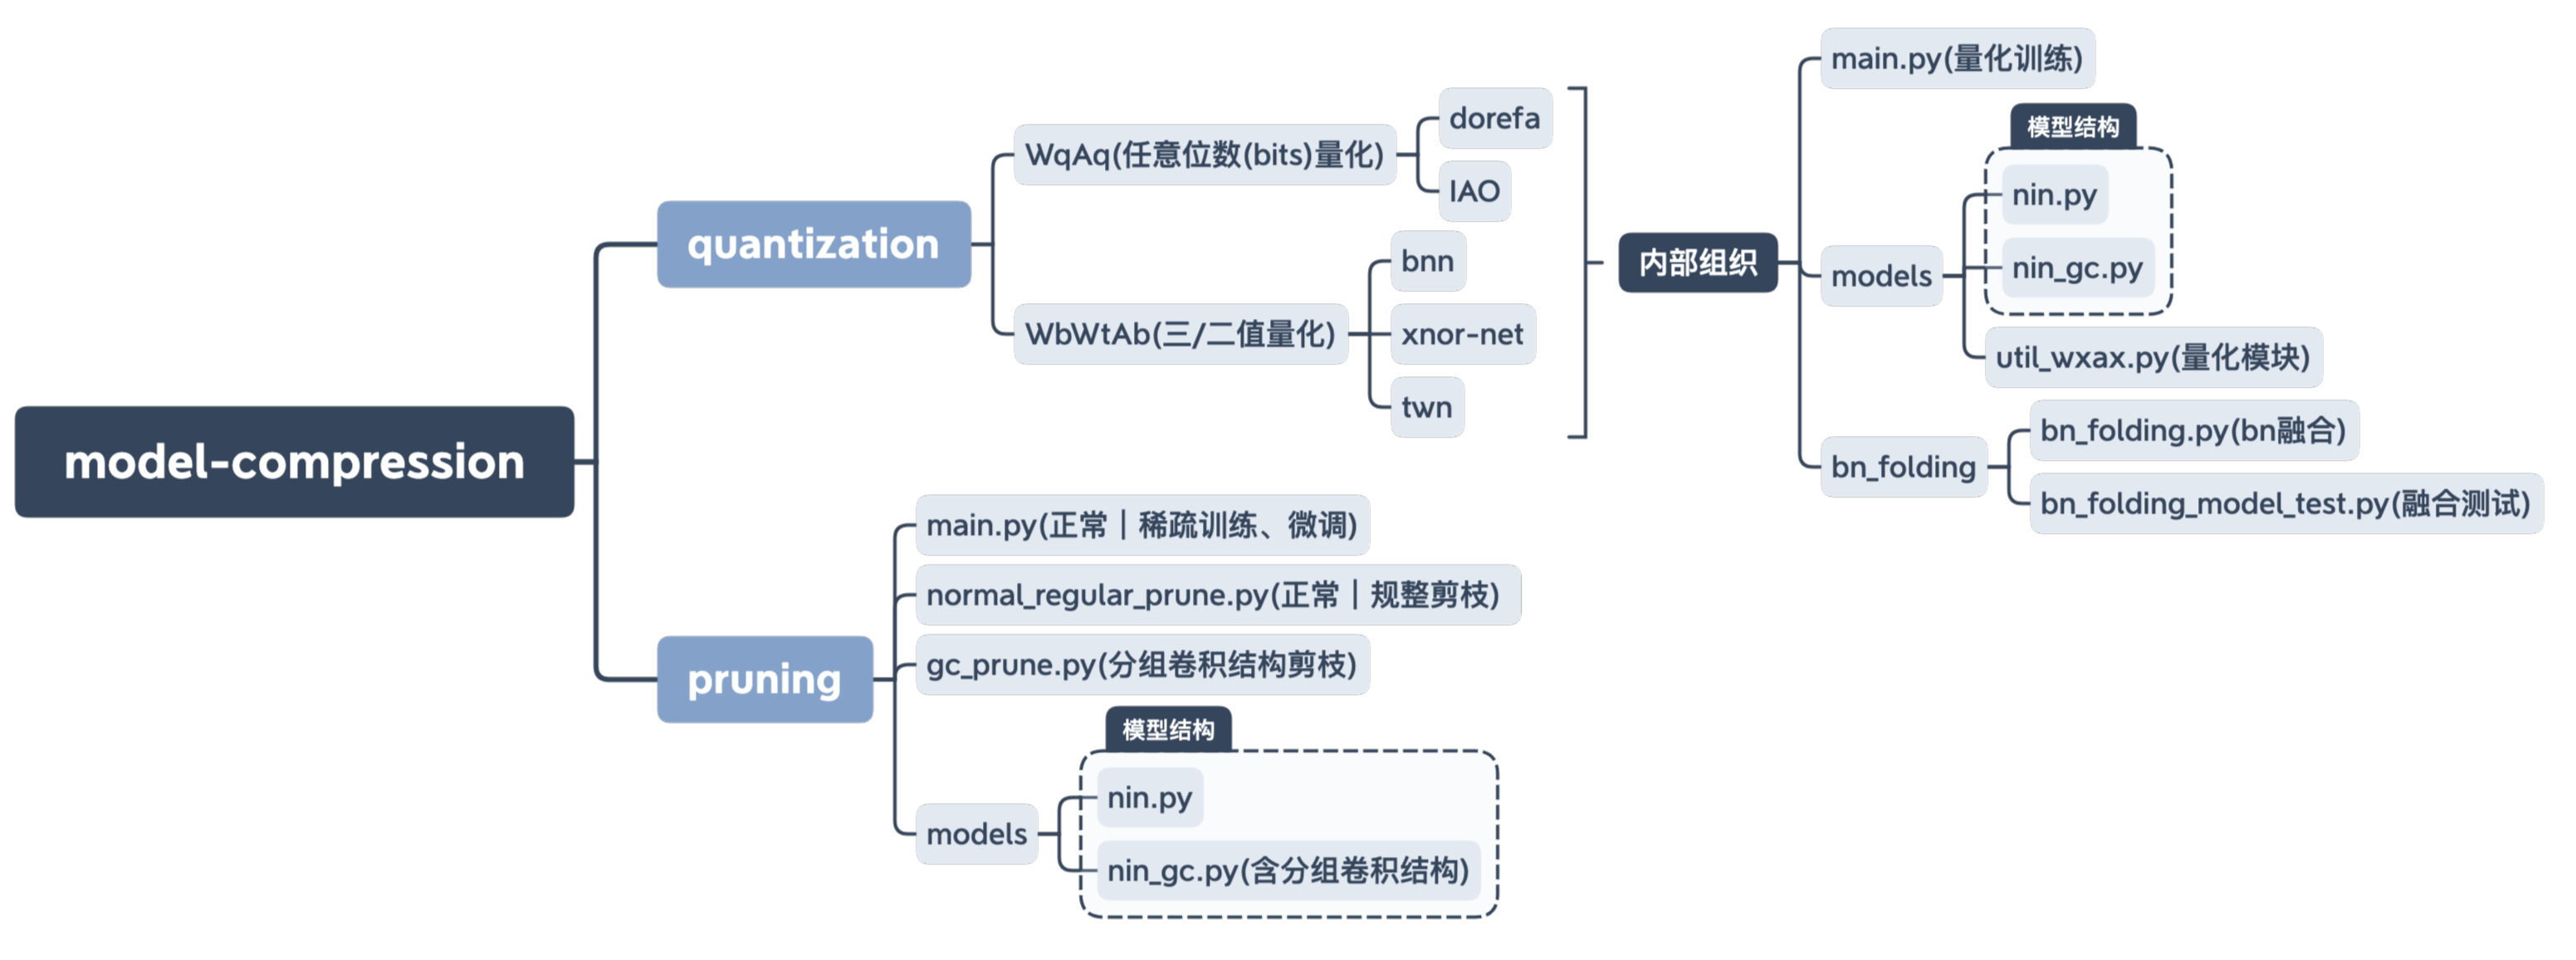 model-compression
quantization
WqAq(任意位数(bits)量化)
dorefa
IAO
WbWtAb(三/二值量化)
bnn
xnor-net
twn
内部组织
main.py(量化训练)
models
模型结构
nin.py
nin_gc.py
util_wxax.py(量化模块)
bn_folding
bn_folding.py(bn融合)
bn_folding_model_test.py(融合测试)
pruning
main.py(正常｜稀疏训练、微调)
normal_regular_prune.py(正常｜规整剪枝)
gc_prune.py(分组卷积结构剪枝)
models
模型结构
nin.py
nin_gc.py(含分组卷积结构)